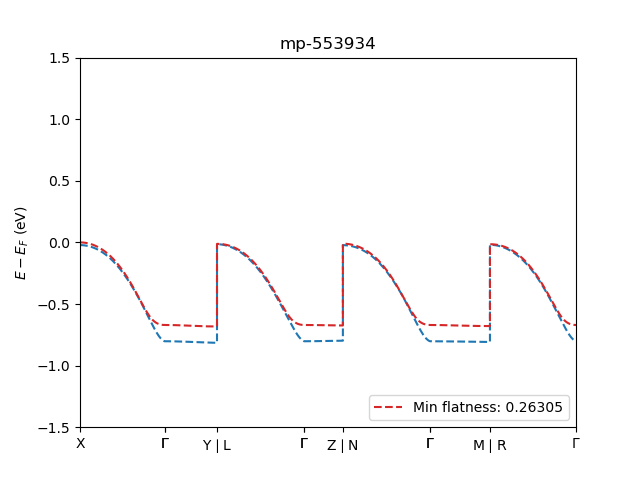 mp-553934
1.5
1.0
0.5
0.0
−0.5
−1.0
−1.5
E − E_F (eV)
Min flatness: 0.26305
X Γ Y | L Γ Z | N Γ M | R Γ